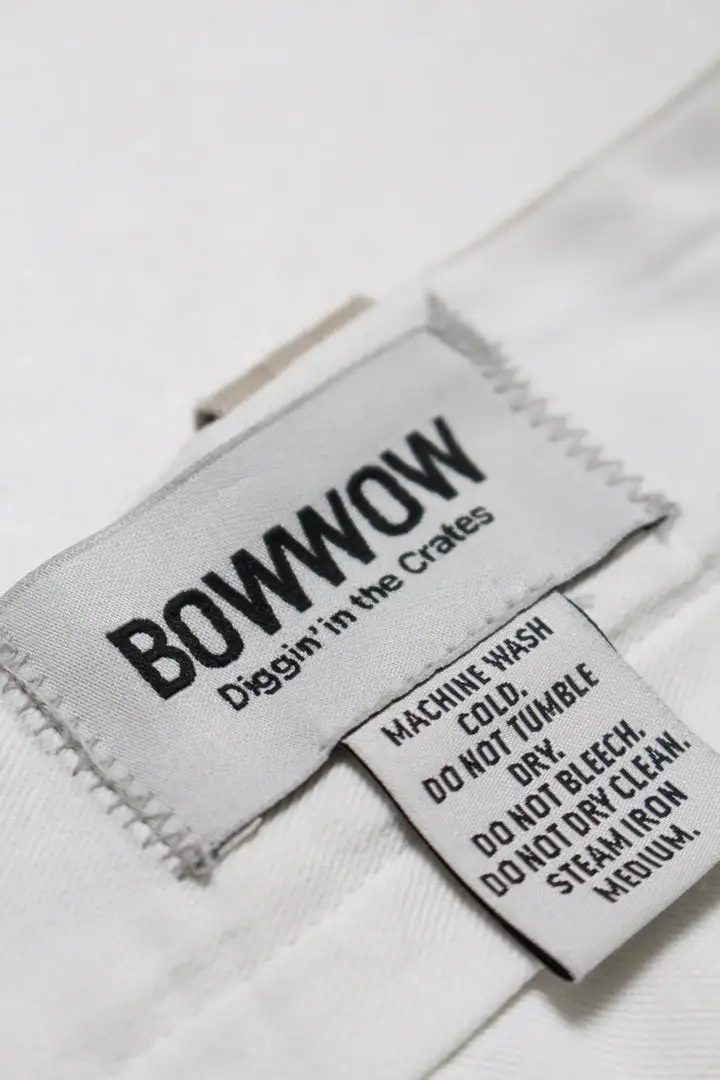 BOWWOW
Diggin' in the Crates
MACHINE WASH
COLD.
DO NOT TUMBLE
DRY.
DO NOT BLEECH.
DO NOT DRY CLEAN.
STEAM IRON
MEDIUM.